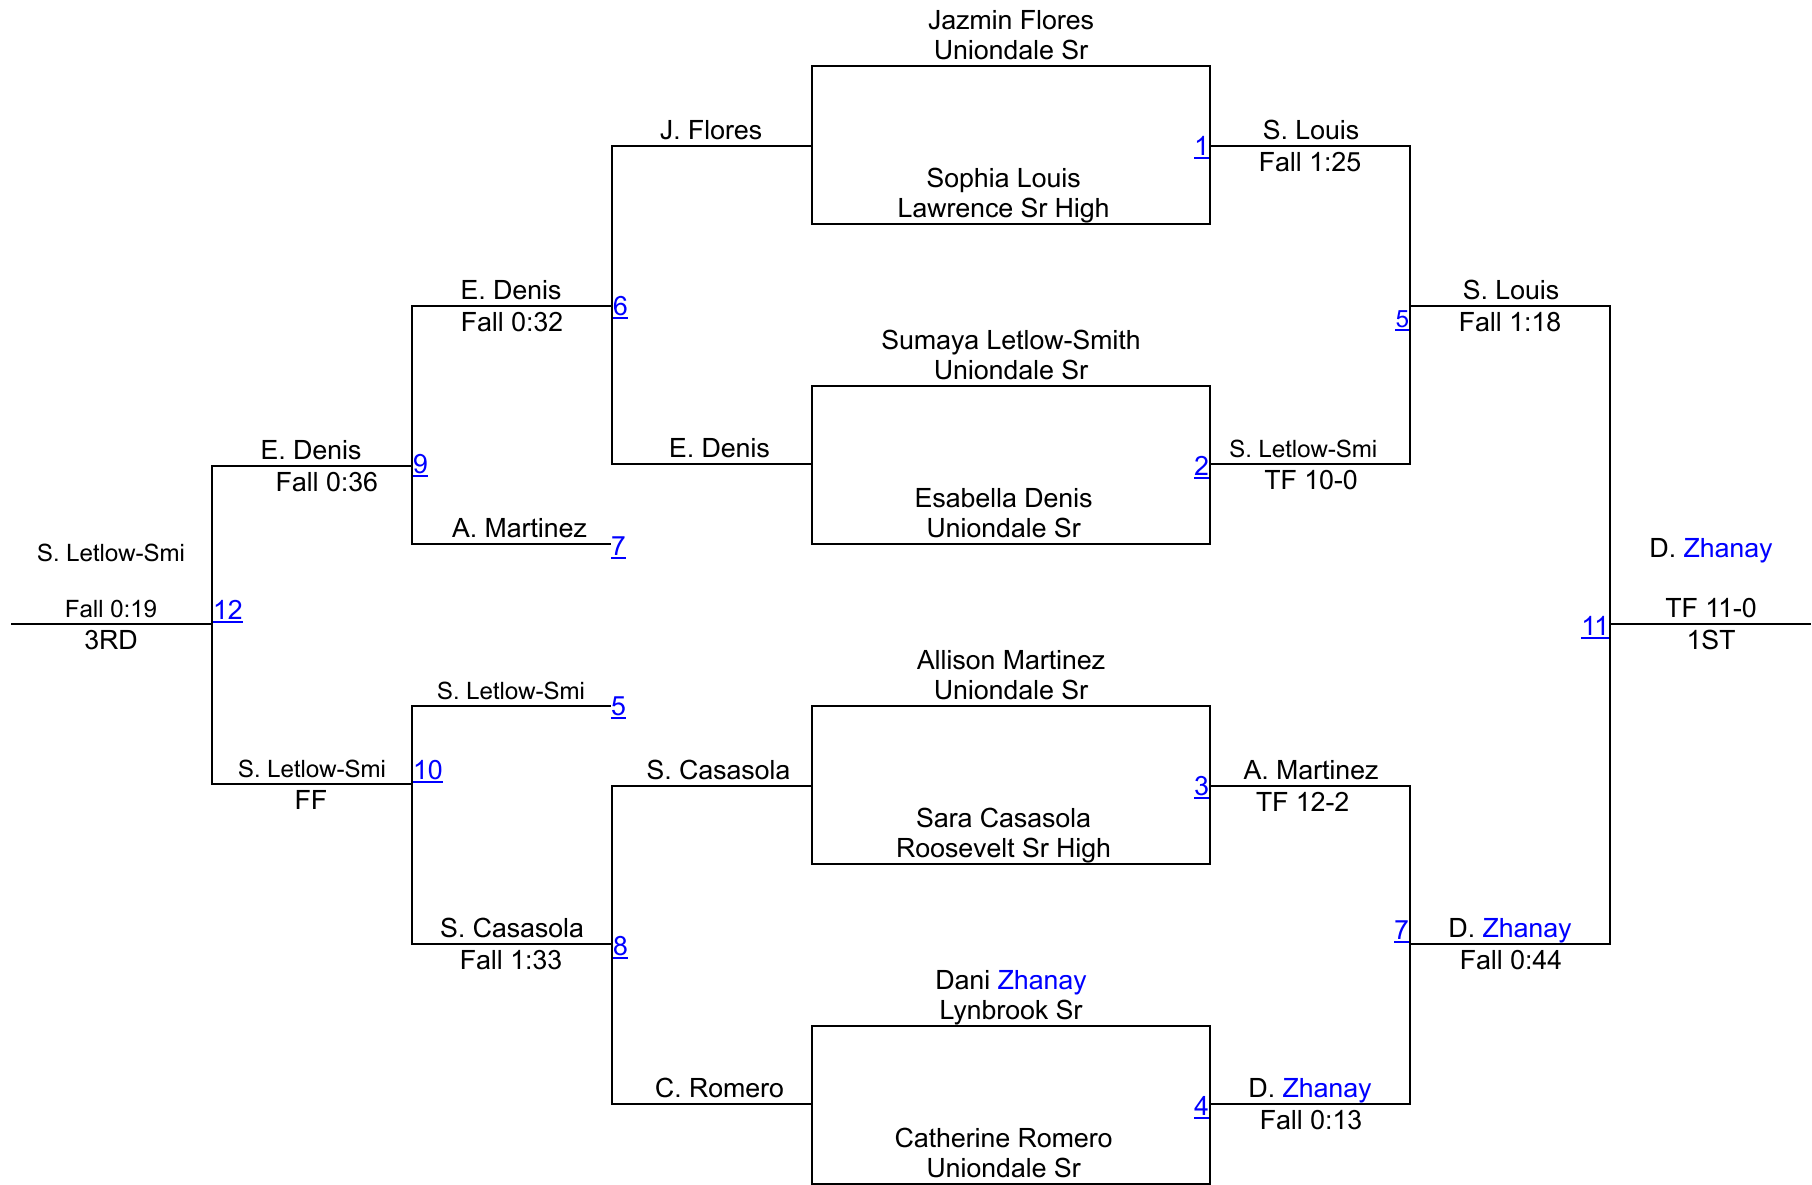 Jazmin Flores
Uniondale Sr
J. Flores
1
S. Louis
Fall 1:25
Sophia Louis
Lawrence Sr High
E. Denis
Fall 0:32
6
S. Louis
Fall 1:18
5
Sumaya Letlow-Smith
Uniondale Sr
E. Denis
Fall 0:36
9
E. Denis
2
S. Letlow-Smi
TF 10-0
Esabella Denis
Uniondale Sr
A. Martinez
7
S. Letlow-Smi
Fall 0:19
3RD
12
D. Zhanay
TF 11-0
1ST
11
Allison Martinez
Uniondale Sr
S. Letlow-Smi
5
S. Letlow-Smi
FF
10
S. Casasola
3
A. Martinez
TF 12-2
Sara Casasola
Roosevelt Sr High
S. Casasola
Fall 1:33
8
7
D. Zhanay
Fall 0:44
Dani Zhanay
Lynbrook Sr
C. Romero
4
D. Zhanay
Fall 0:13
Catherine Romero
Uniondale Sr